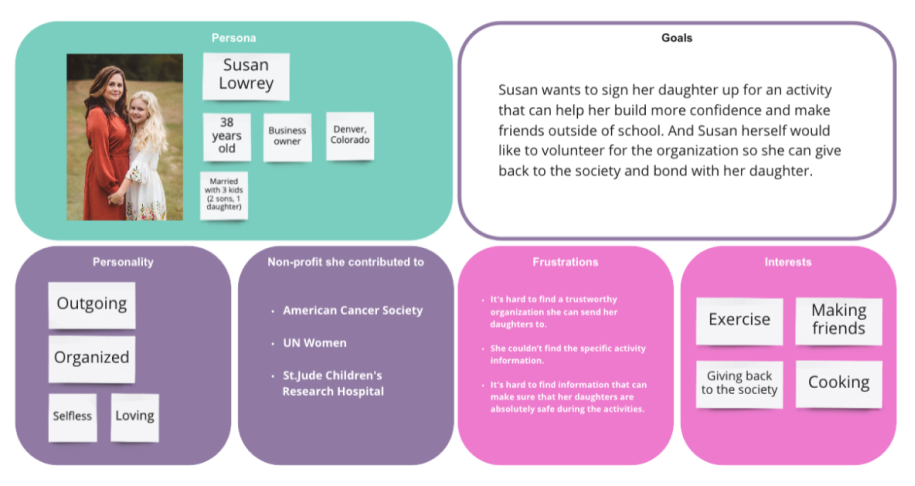 Persona
Susan
Lowrey
38
years
old
Business
owner
Denver,
Colorado
Married
with 3 kids
(2 sons, 1
daughter)
Goals
Susan wants to sign her daughter up for an activity
that can help her build more confidence and make
friends outside of school. And Susan herself would
like to volunteer for the organization so she can give
back to the society and bond with her daughter.
Personality
Outgoing
Organized
Selfless
Loving
Non-profit she contributed to
• American Cancer Society
• UN Women
• St.Jude Children's
Research Hospital
Frustrations
• It's hard to find a trustworthy
organization she can send her
daughters to.
• She couldn't find the specific activity
information.
• It's hard to find information that can
make sure that her daughters are
absolutely safe during the activities.
Interests
Exercise
Making
friends
Giving back
to the society
Cooking